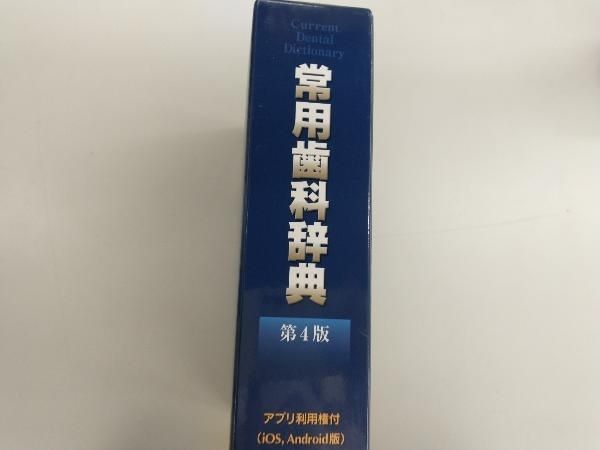 Current
Dental
Dictionary
常用歯科辞典
第4版
アプリ利用権付
(iOS, Android版)